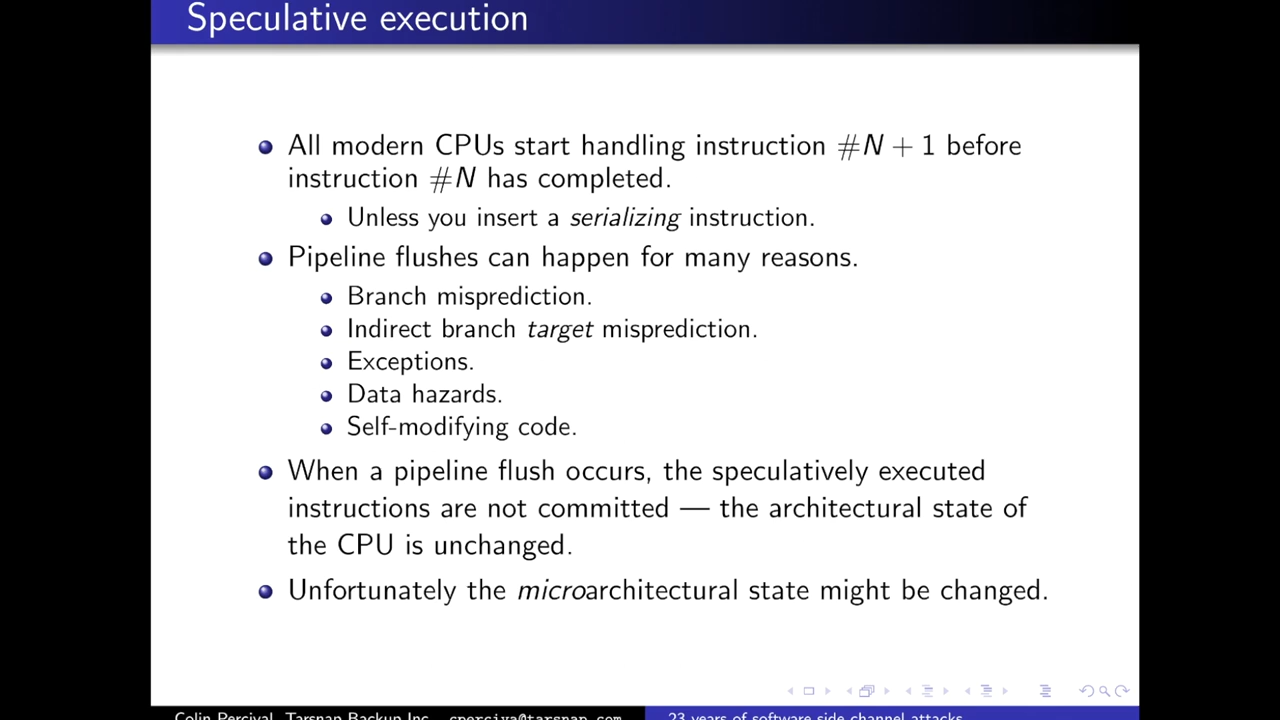 Speculative execution
All modern CPUs start handling instruction #N + 1 before
instruction #N has completed.
Unless you insert a serializing instruction.
Pipeline flushes can happen for many reasons.
Branch misprediction.
Indirect branch target misprediction.
Exceptions.
Data hazards.
Self-modifying code.
When a pipeline flush occurs, the speculatively executed
instructions are not committed — the architectural state of
the CPU is unchanged.
Unfortunately the microarchitectural state might be changed.
Colin Percival, Tarsnap Backup Inc. cperciva@tarsnap.com 23 years of software side channel attacks